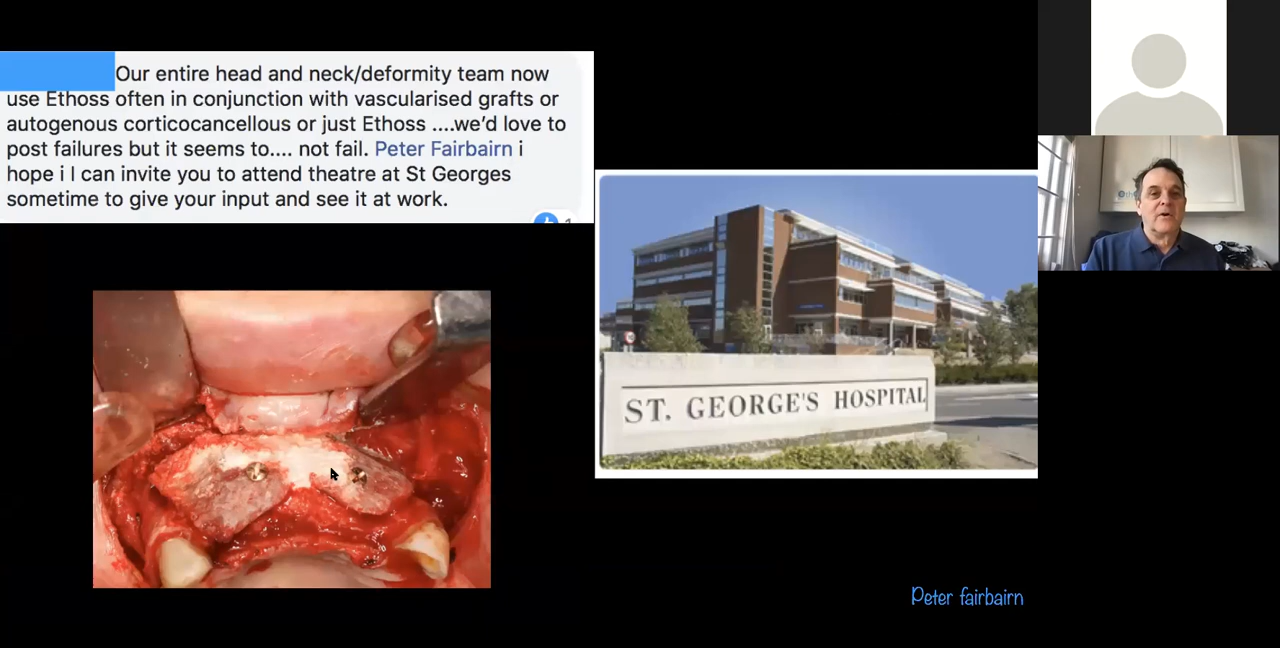 Our entire head and neck/deformity team now
use Ethoss often in conjunction with vascularised grafts or
autogenous corticocancellous or just Ethoss ....we'd love to
post failures but it seems to.... not fail. Peter Fairbairn i
hope i I can invite you to attend theatre at St Georges
sometime to give your input and see it at work.
1
ST. GEORGE'S HOSPITAL
Peter fairbairn